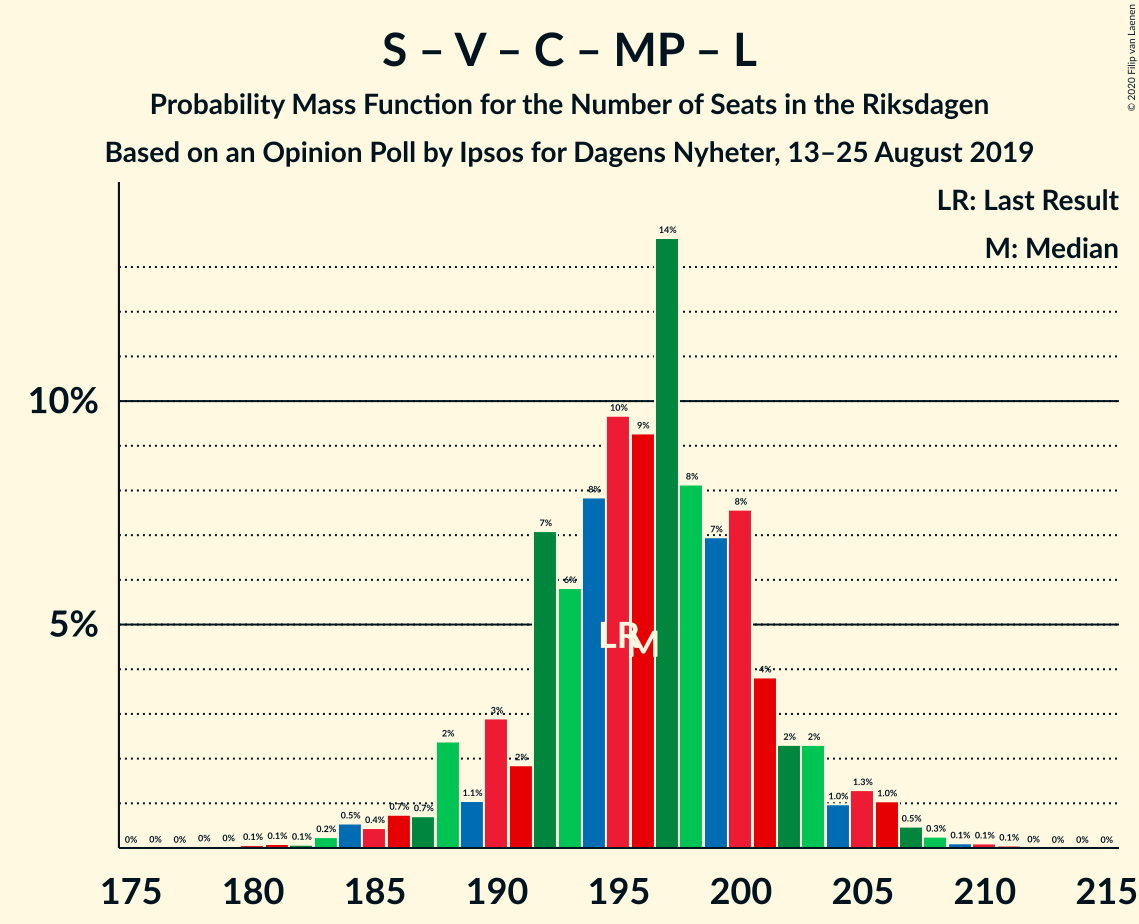 © 2020 Filip van Laenen
S – V – C – MP – L
Probability Mass Function for the Number of Seats in the Riksdagen
Based on an Opinion Poll by Ipsos for Dagens Nyheter, 13–25 August 2019
LR: Last Result
M: Median
10%
5%
0% 0% 0% 0% 0% 0.1% 0.1% 0.1% 0.2% 0.5% 0.4% 0.7% 0.7% 2% 1.1% 3% 2% 7% 6% 8% 10% 9% 14% 8% 7% 8% 4% 2% 2% 1.0% 1.3% 1.0% 0.5% 0.3% 0.1% 0.1% 0.1% 0% 0% 0% 0%
LR M
175 180 185 190 195 200 205 210 215